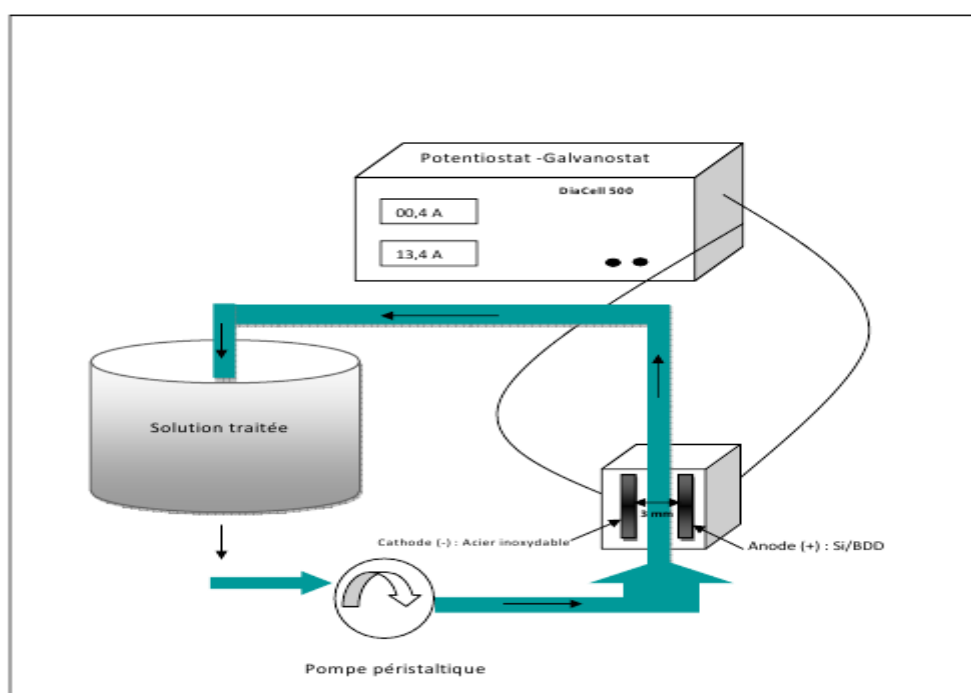 Potentiostat -Galvanostat
DiaCell 500
00,4 A
13,4 A
Solution traitée
3 mm
Cathode (-) : Acier inoxydable
Anode (+) : Si/BDD
Pompe péristaltique